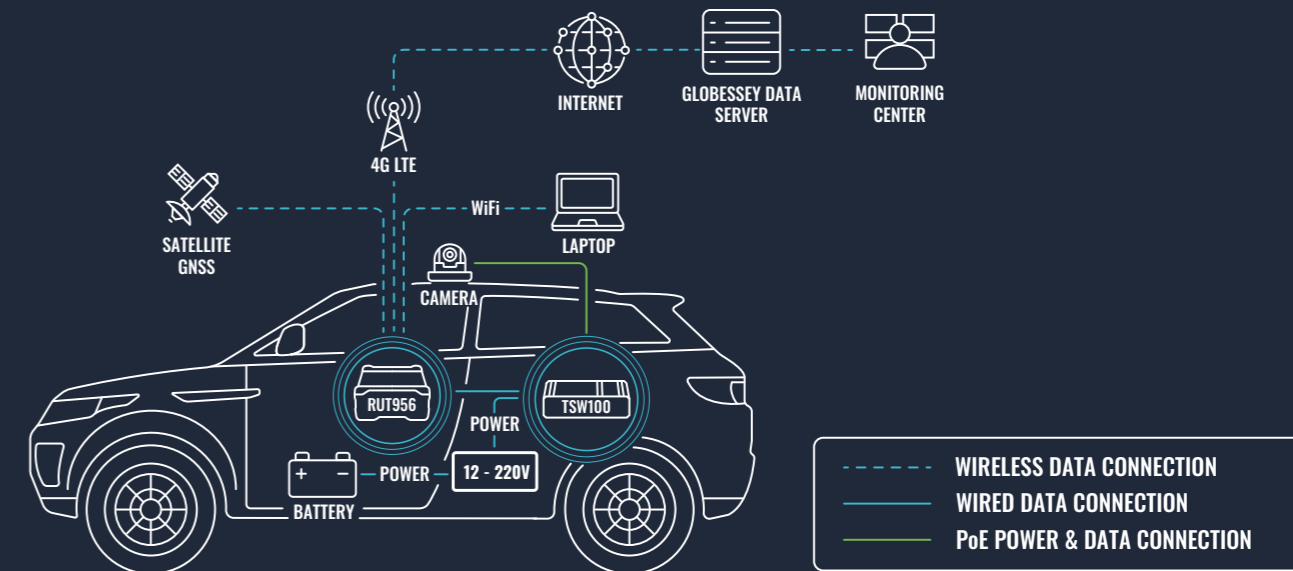 INTERNET
GLOBESSEY DATA
SERVER
MONITORING
CENTER
4G LTE
SATELLITE
GNSS
WiFi
LAPTOP
CAMERA
RUT956
TSW100
POWER
+ −
POWER
12 - 220V
BATTERY
WIRELESS DATA CONNECTION
WIRED DATA CONNECTION
PoE POWER & DATA CONNECTION